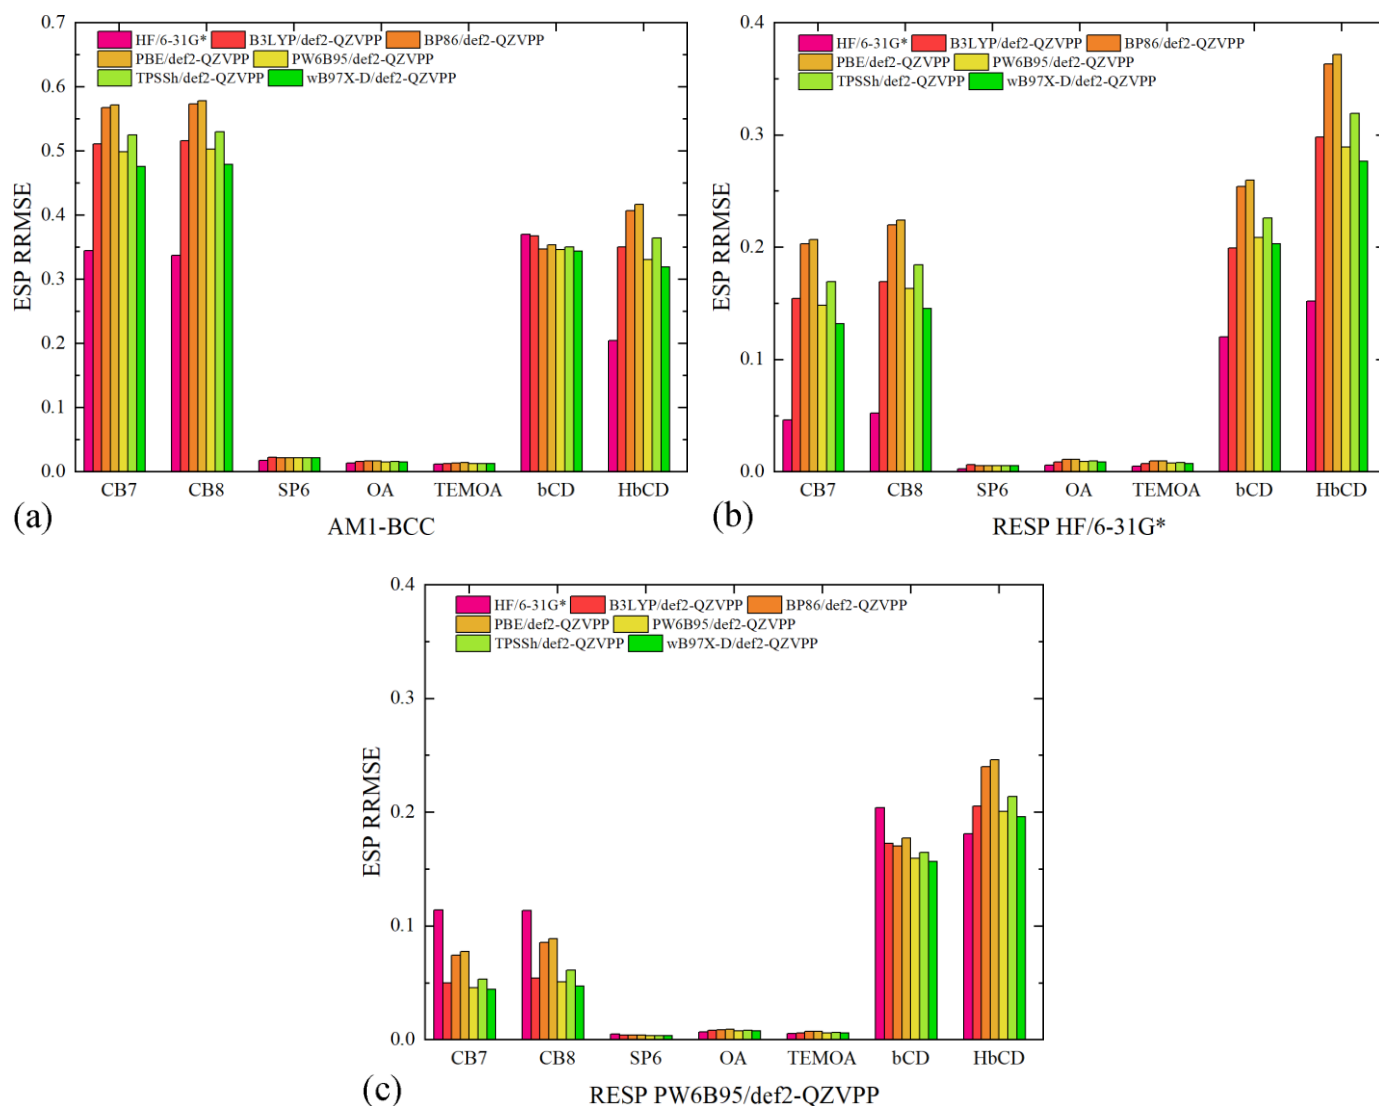 0.7
0.6
0.5
0.4
0.3
0.2
0.1
0.0
ESP RRMSE
HF/6-31G* B3LYP/def2-QZVPP BP86/def2-QZVPP
PBE/def2-QZVPP PW6B95/def2-QZVPP
TPSSh/def2-QZVPP wB97X-D/def2-QZVPP
CB7 CB8 SP6 OA TEMOA bCD HbCD
(a)
AM1-BCC
0.4
0.3
0.2
0.1
0.0
ESP RRMSE
HF/6-31G* B3LYP/def2-QZVPP BP86/def2-QZVPP
PBE/def2-QZVPP PW6B95/def2-QZVPP
TPSSh/def2-QZVPP wB97X-D/def2-QZVPP
CB7 CB8 SP6 OA TEMOA bCD HbCD
(b)
RESP HF/6-31G*
0.4
0.3
0.2
0.1
0.0
ESP RRMSE
HF/6-31G* B3LYP/def2-QZVPP BP86/def2-QZVPP
PBE/def2-QZVPP PW6B95/def2-QZVPP
TPSSh/def2-QZVPP wB97X-D/def2-QZVPP
CB7 CB8 SP6 OA TEMOA bCD HbCD
(c)
RESP PW6B95/def2-QZVPP